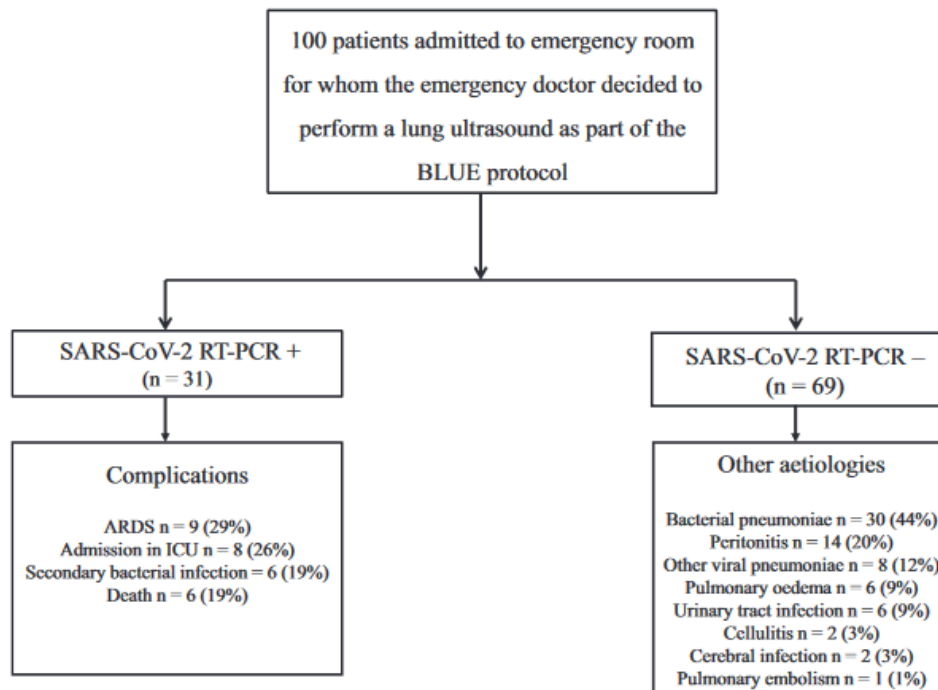 100 patients admitted to emergency room
for whom the emergency doctor decided to
perform a lung ultrasound as part of the
BLUE protocol
SARS-CoV-2 RT-PCR +
(n = 31)
SARS-CoV-2 RT-PCR –
(n = 69)
Complications
ARDS n = 9 (29%)
Admission in ICU n = 8 (26%)
Secondary bacterial infection = 6 (19%)
Death n = 6 (19%)
Other aetiologies
Bacterial pneumoniae n = 30 (44%)
Peritonitis n = 14 (20%)
Other viral pneumoniae n = 8 (12%)
Pulmonary oedema n = 6 (9%)
Urinary tract infection n = 6 (9%)
Cellulitis n = 2 (3%)
Cerebral infection n = 2 (3%)
Pulmonary embolism n = 1 (1%)